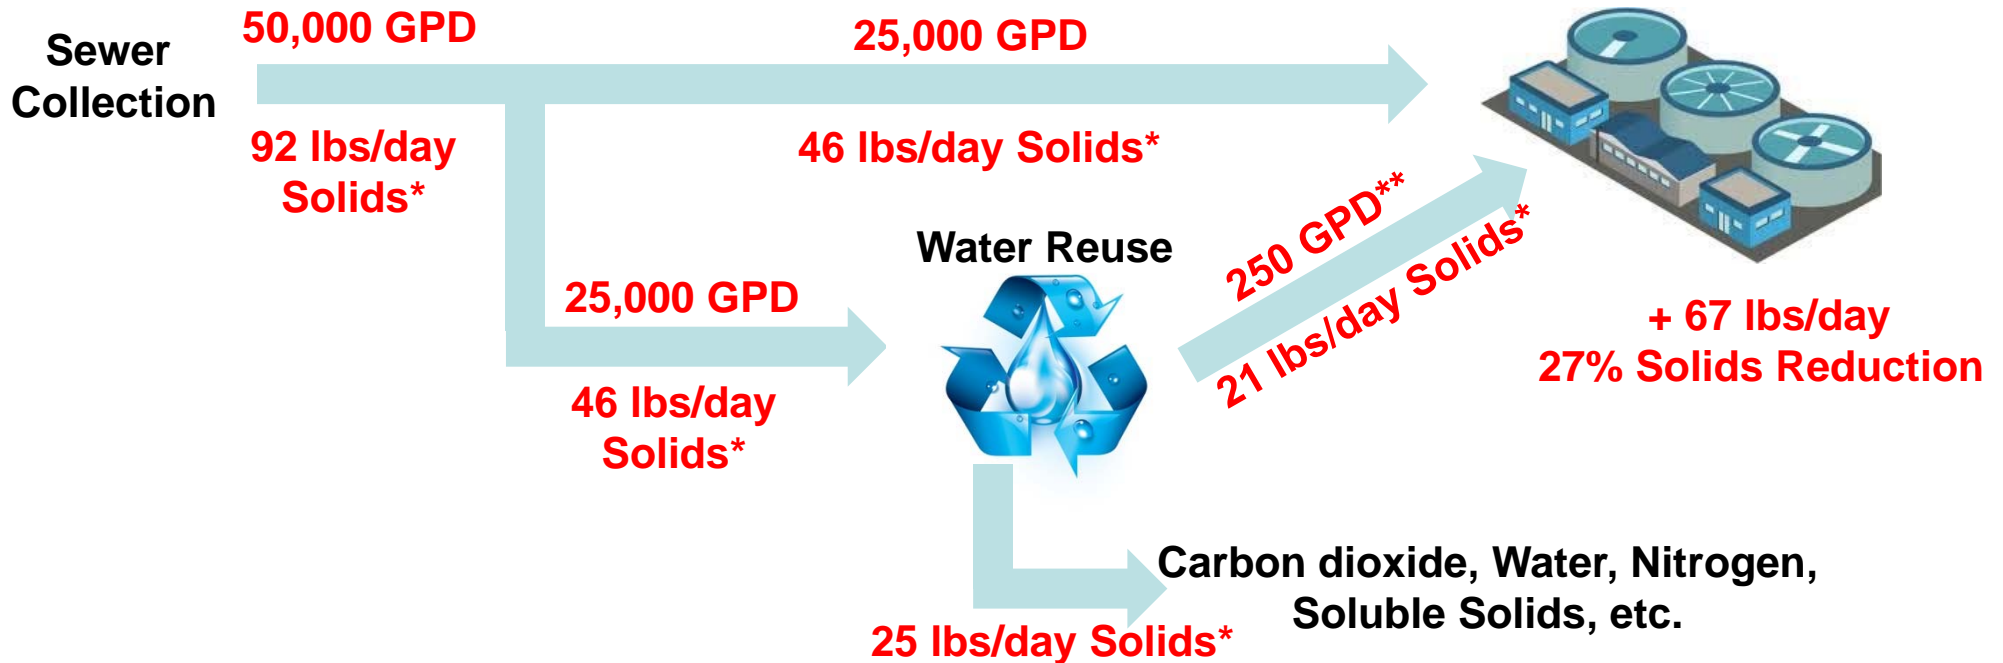 Sewer
Collection
50,000 GPD
92 lbs/day
Solids*
25,000 GPD
46 lbs/day Solids*
25,000 GPD
46 lbs/day
Solids*
Water Reuse
250 GPD**
21 lbs/day Solids*
+ 67 lbs/day
27% Solids Reduction
Carbon dioxide, Water, Nitrogen,
Soluble Solids, etc.
25 lbs/day Solids*